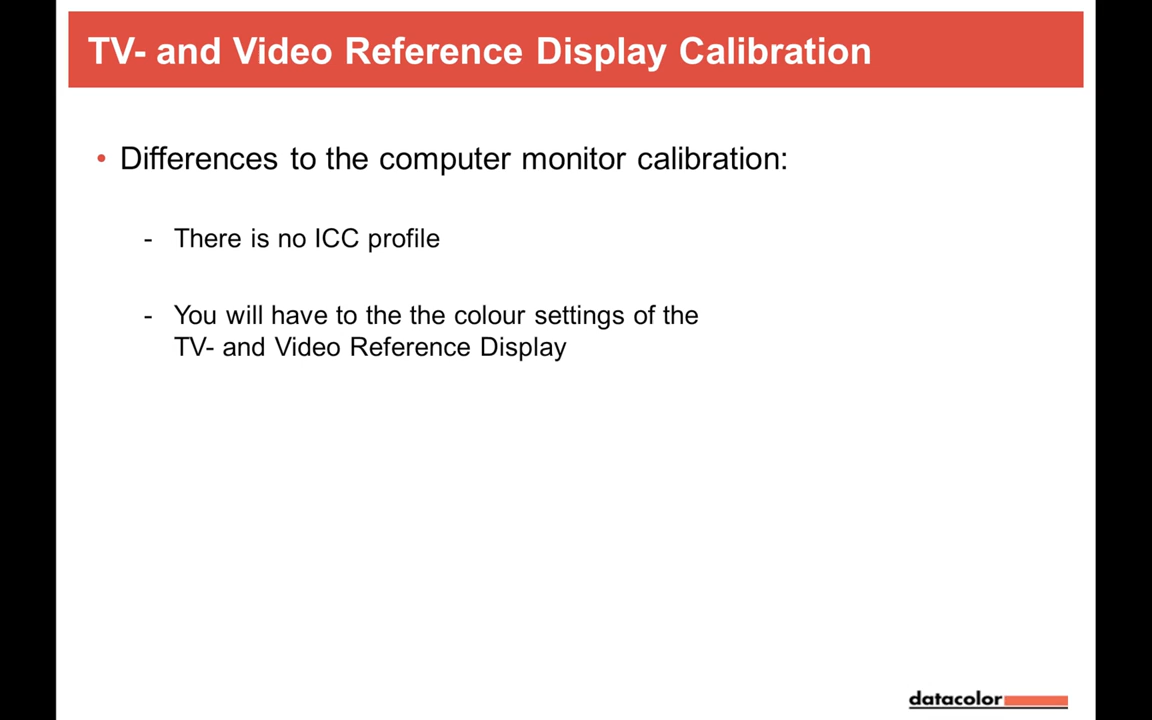 TV- and Video Reference Display Calibration
• Differences to the computer monitor calibration:
- There is no ICC profile
- You will have to the the colour settings of the
TV- and Video Reference Display
datacolor